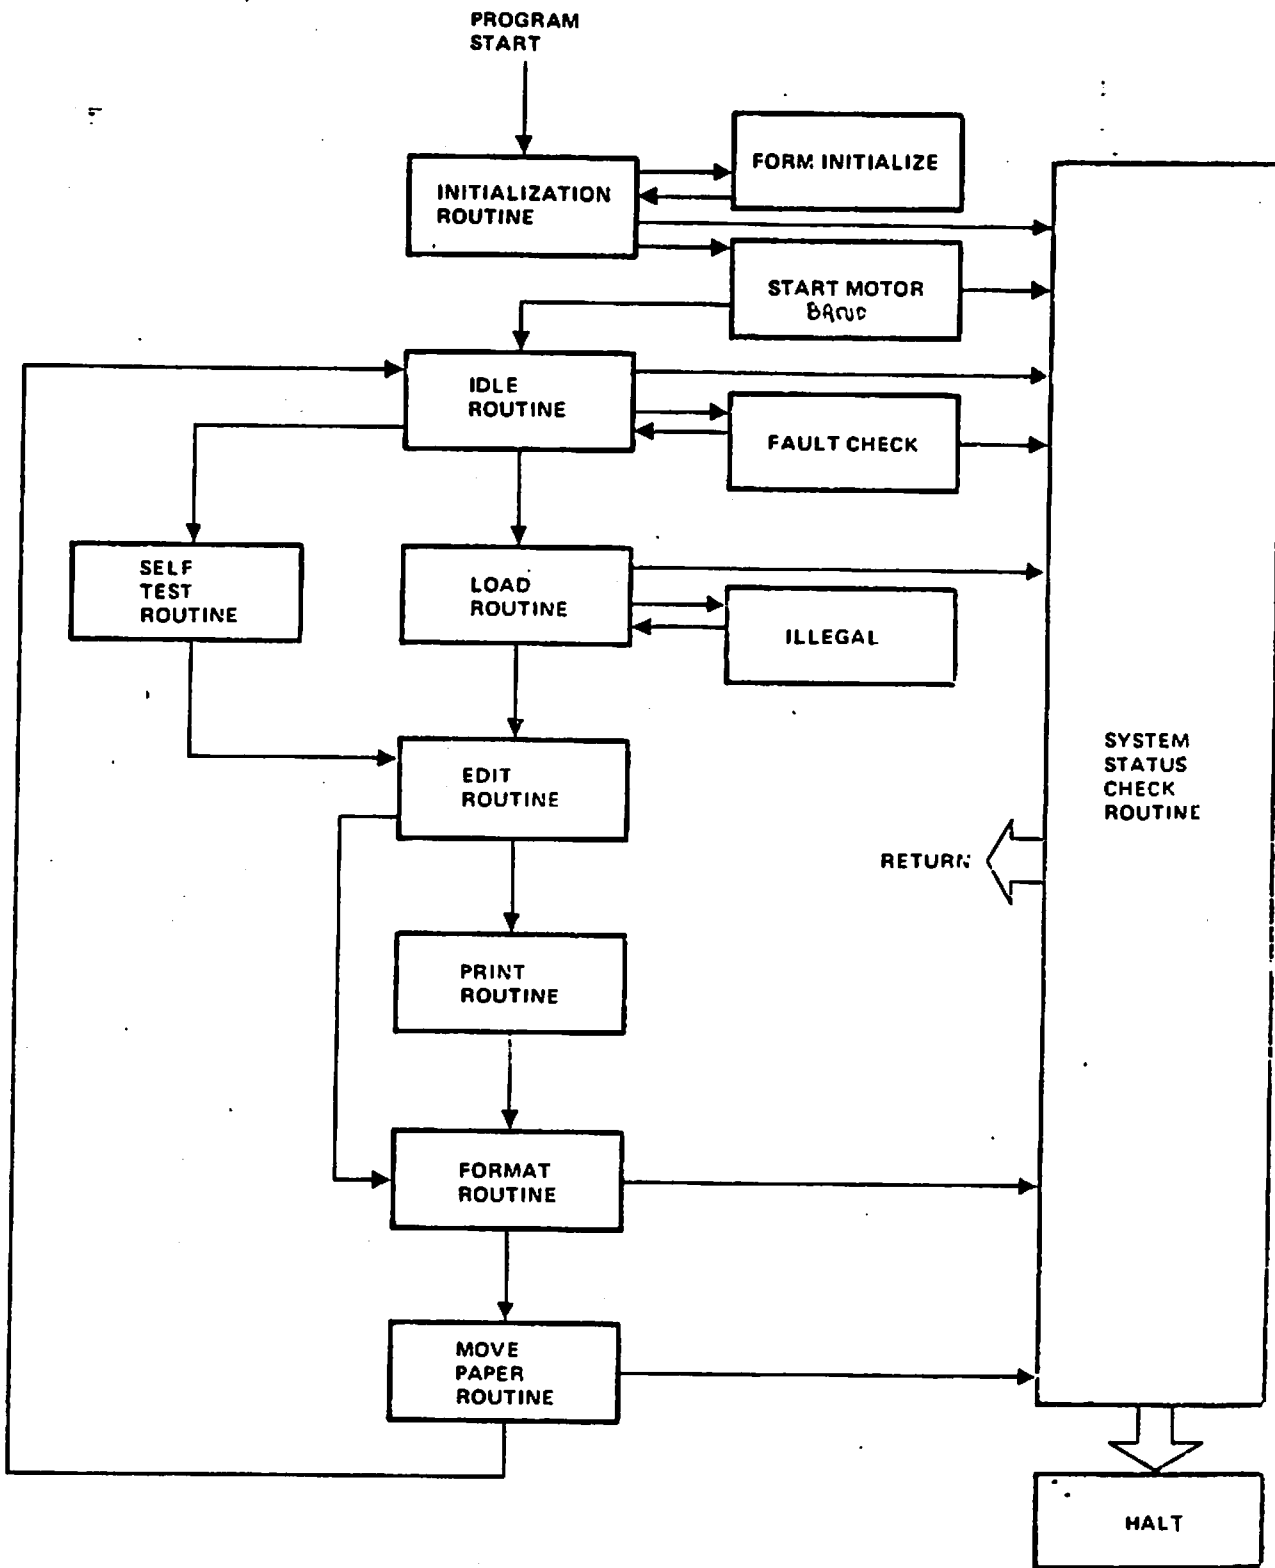 PROGRAM
START
FORM INITIALIZE
INITIALIZATION
ROUTINE
START MOTOR
BAND
IDLE
ROUTINE
FAULT CHECK
SELF
TEST
ROUTINE
LOAD
ROUTINE
ILLEGAL
SYSTEM
STATUS
CHECK
ROUTINE
EDIT
ROUTINE
RETURN
PRINT
ROUTINE
FORMAT
ROUTINE
MOVE
PAPER
ROUTINE
HALT